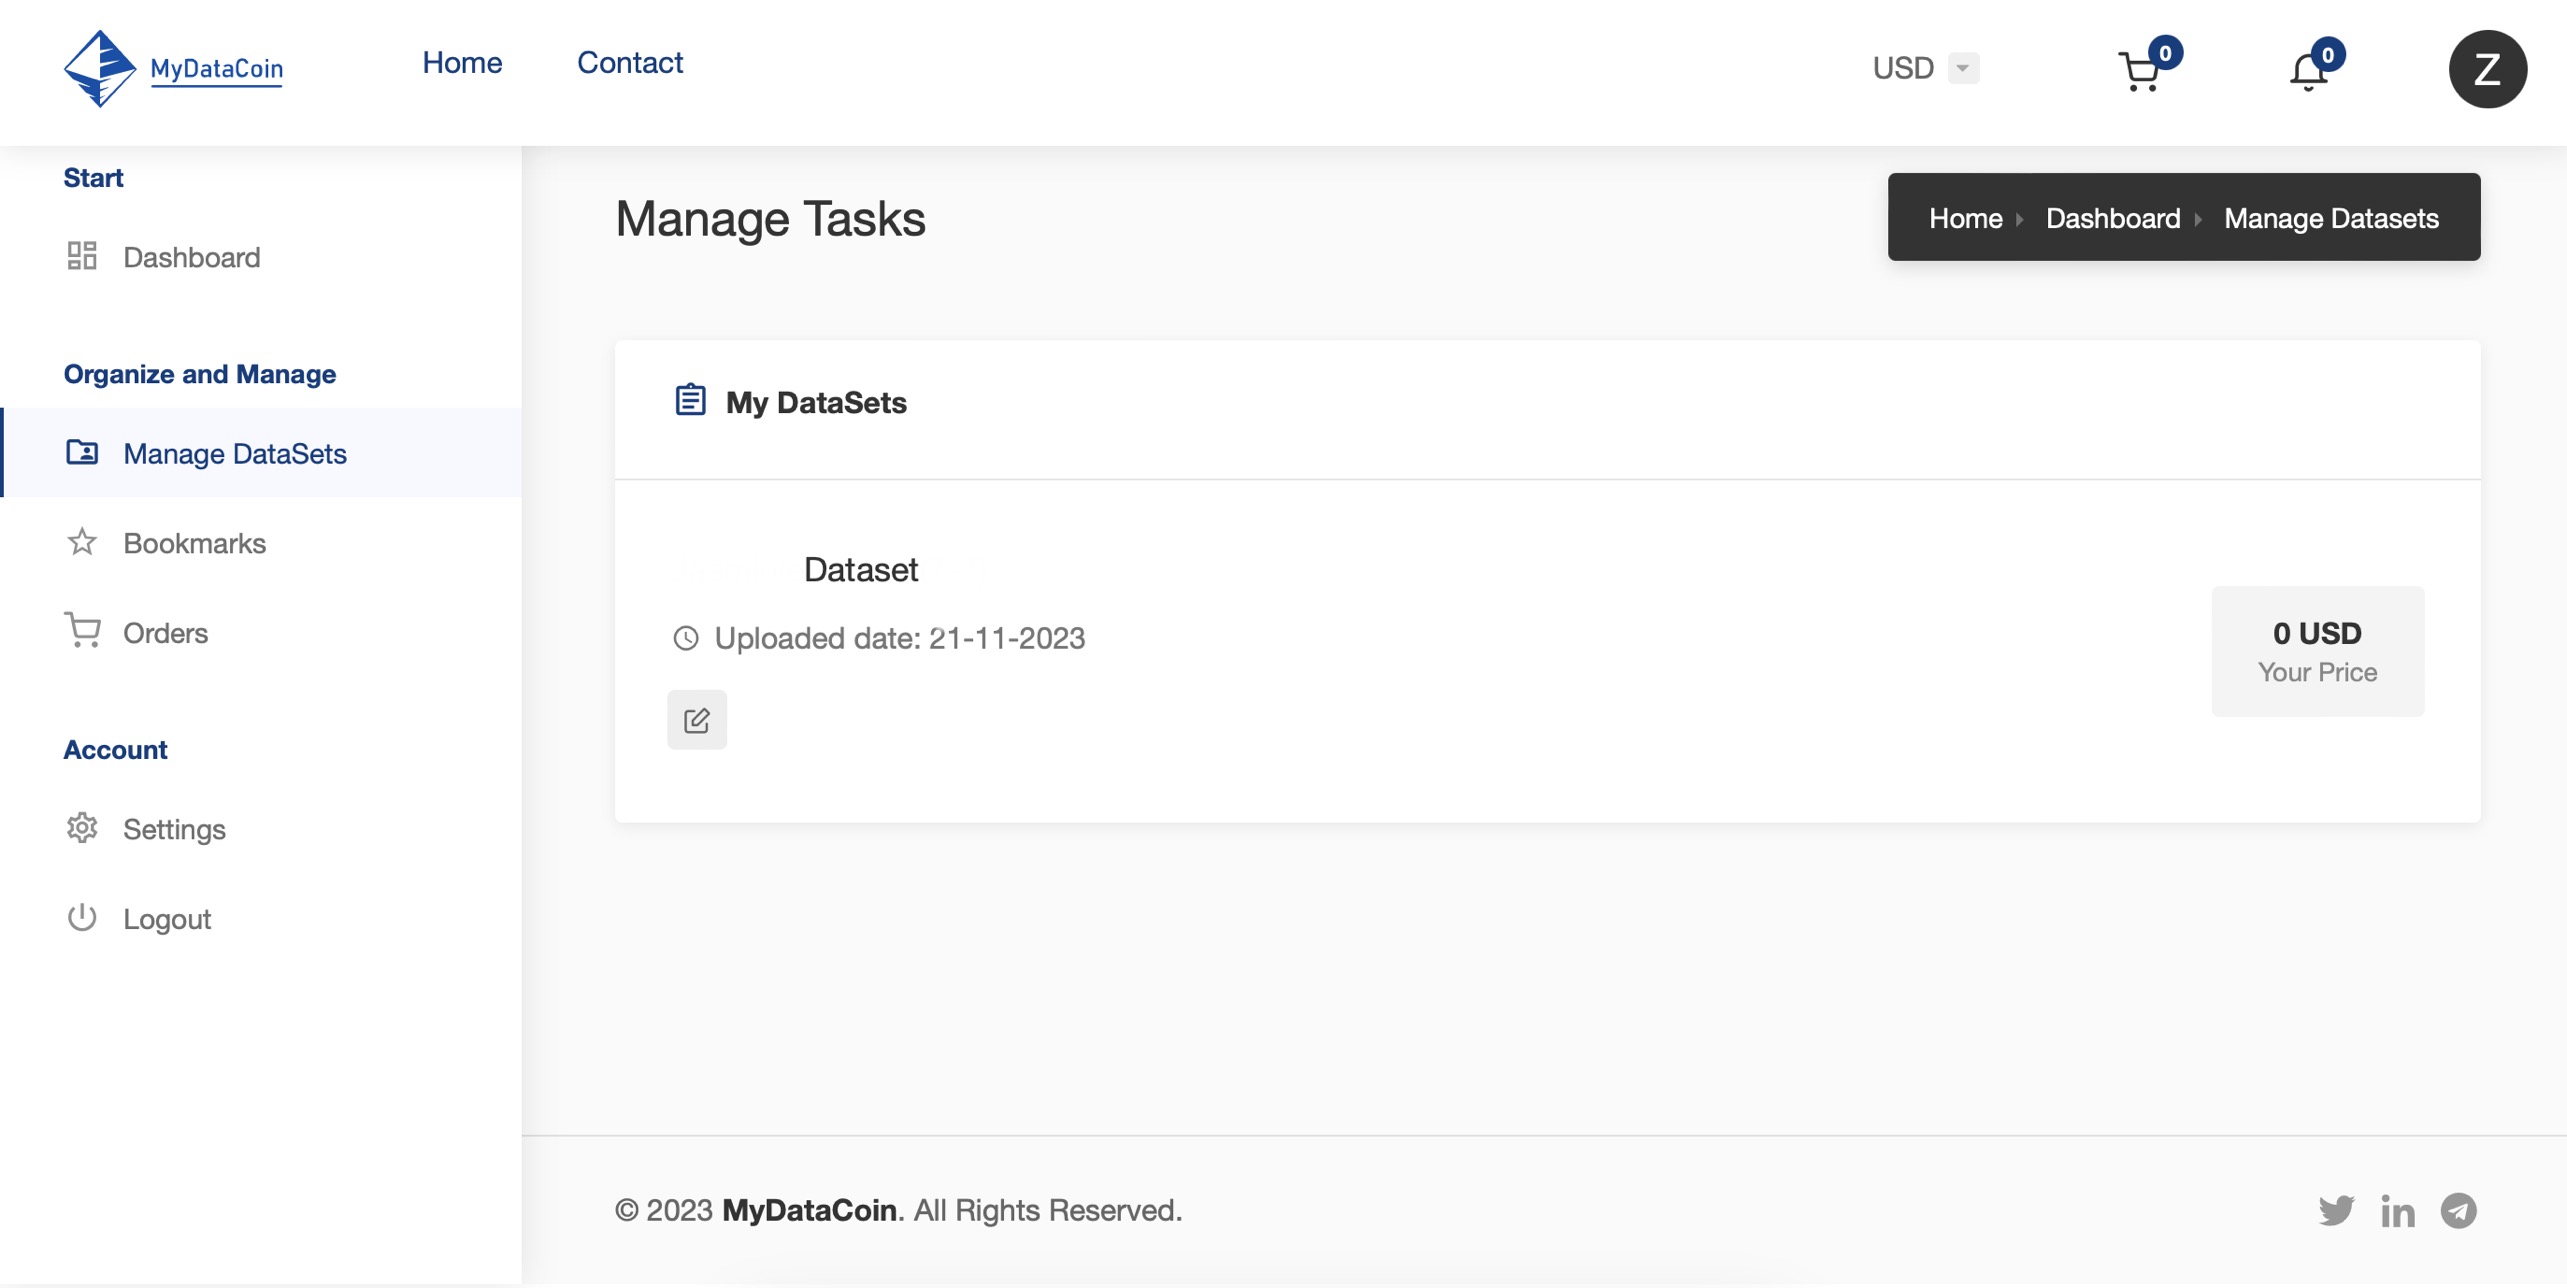 MyDataCoin
Home
Contact
USD
0
0
Z
Start
Dashboard
Organize and Manage
Manage DataSets
Bookmarks
Orders
Account
Settings
Logout
Manage Tasks
Home Dashboard Manage Datasets
My DataSets
Dataset
Uploaded date: 21-11-2023
0 USD
Your Price
© 2023 MyDataCoin. All Rights Reserved.